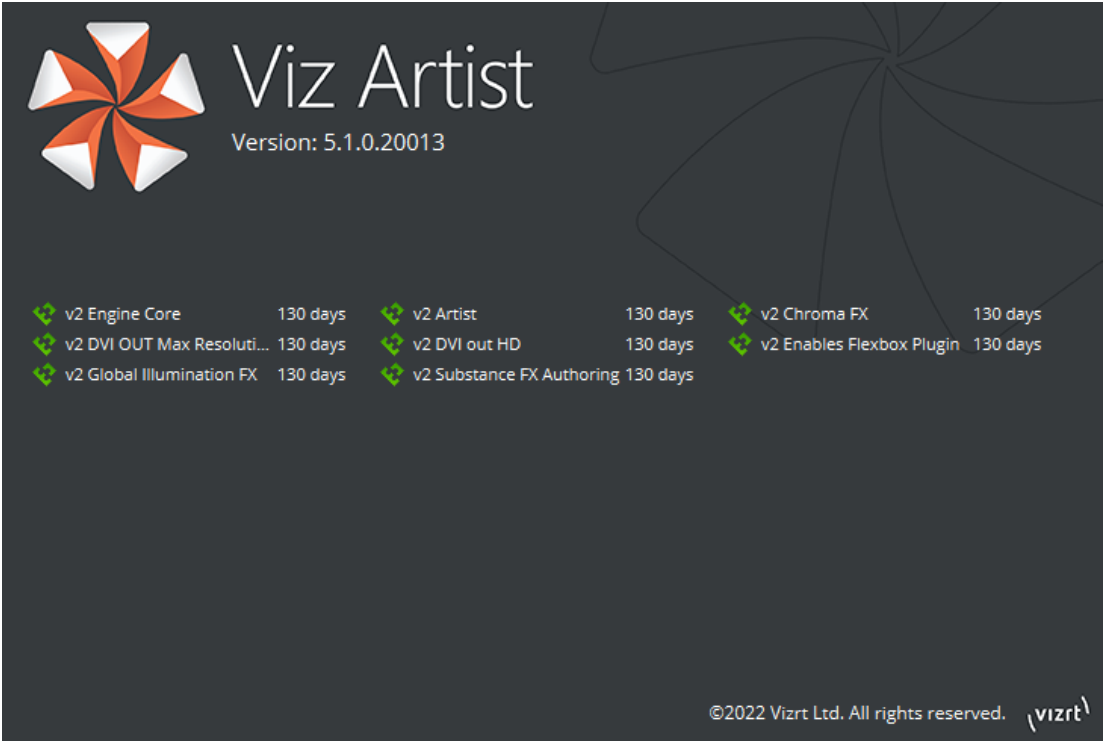 Viz Artist
Version: 5.1.0.20013
v2 Engine Core 130 days v2 Artist 130 days v2 Chroma FX 130 days
v2 DVI OUT Max Resoluti... 130 days v2 DVI out HD 130 days v2 Enables Flexbox Plugin 130 days
v2 Global Illumination FX 130 days v2 Substance FX Authoring 130 days
©2022 Vizrt Ltd. All rights reserved. vizrt